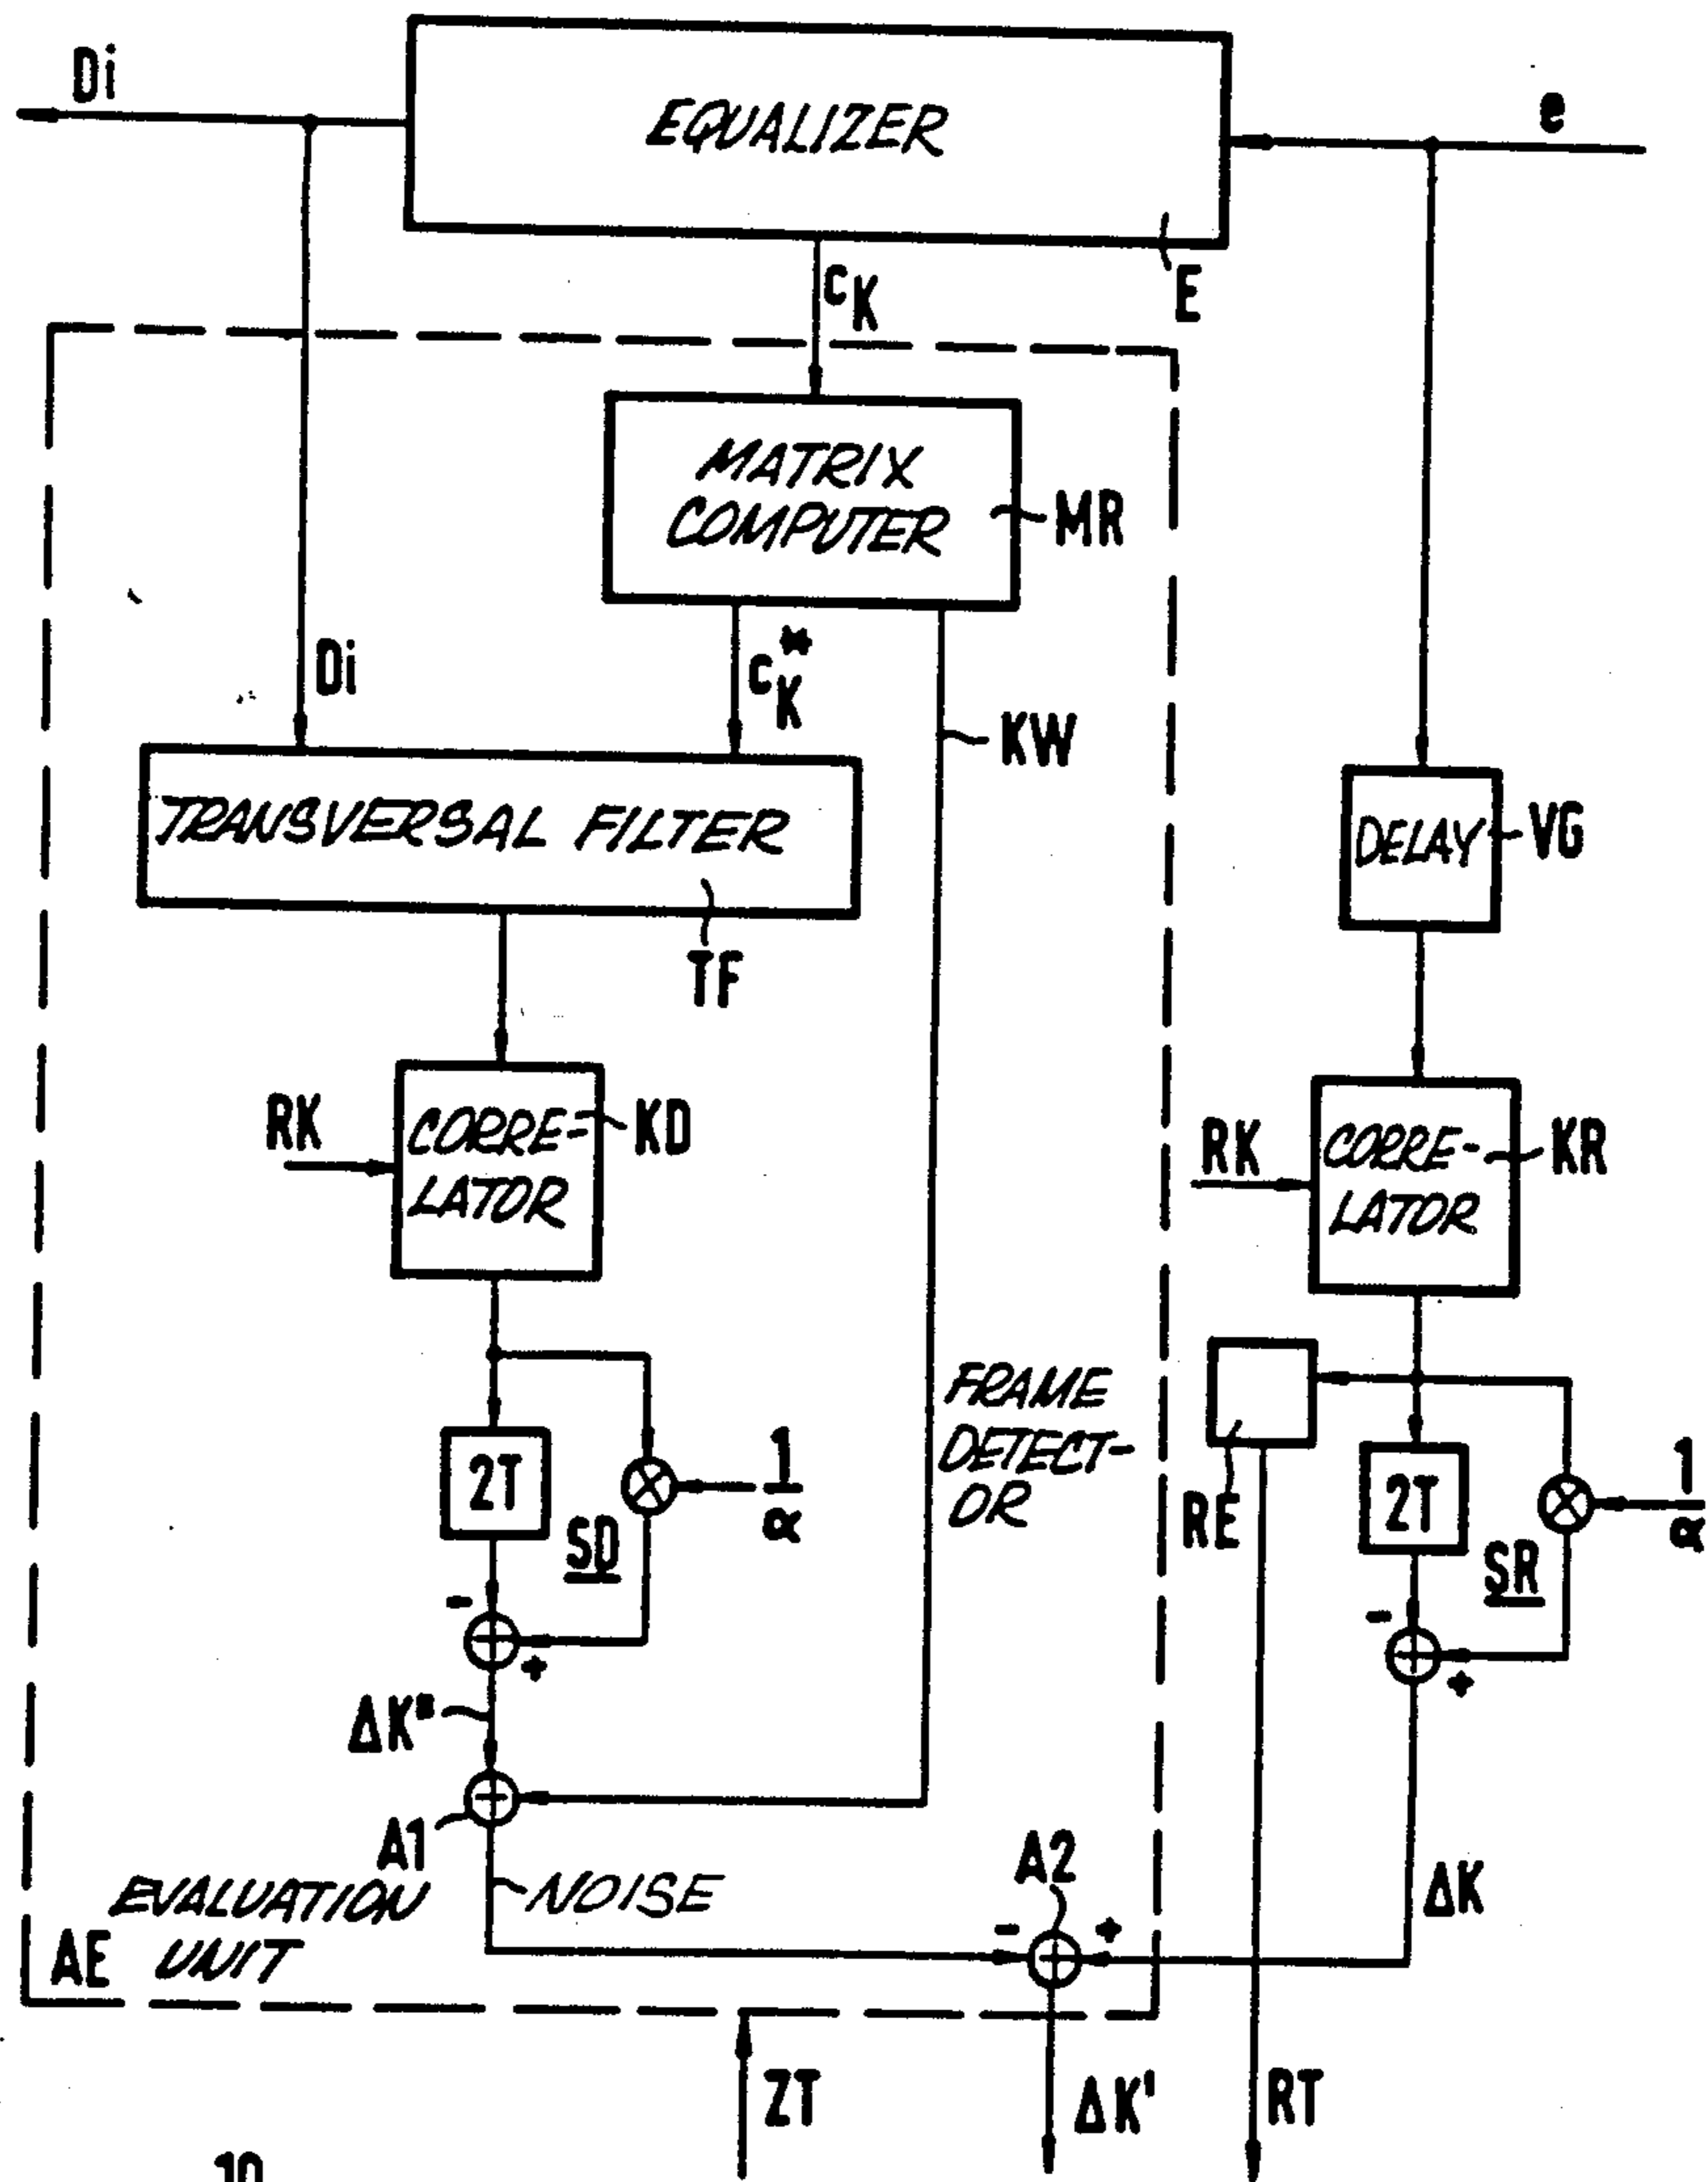 Di
EQUALIZER
e
cK
E
MATRIX
COMPUTER
MR
Di
cK*
KW
TRANSVERSAL FILTER
TF
DELAY
VG
RK
CORRE-
LATOR
KD
RK
CORRE-
LATOR
KR
FRAME
DETECT-
OR
2T
1/α
SD
RE
2T
1/α
SR
-
+
-
+
ΔK"
A1
NOISE
A2
ΔK
-
+
EVALUATION
UNIT
AE
ZT
ΔK'
RT